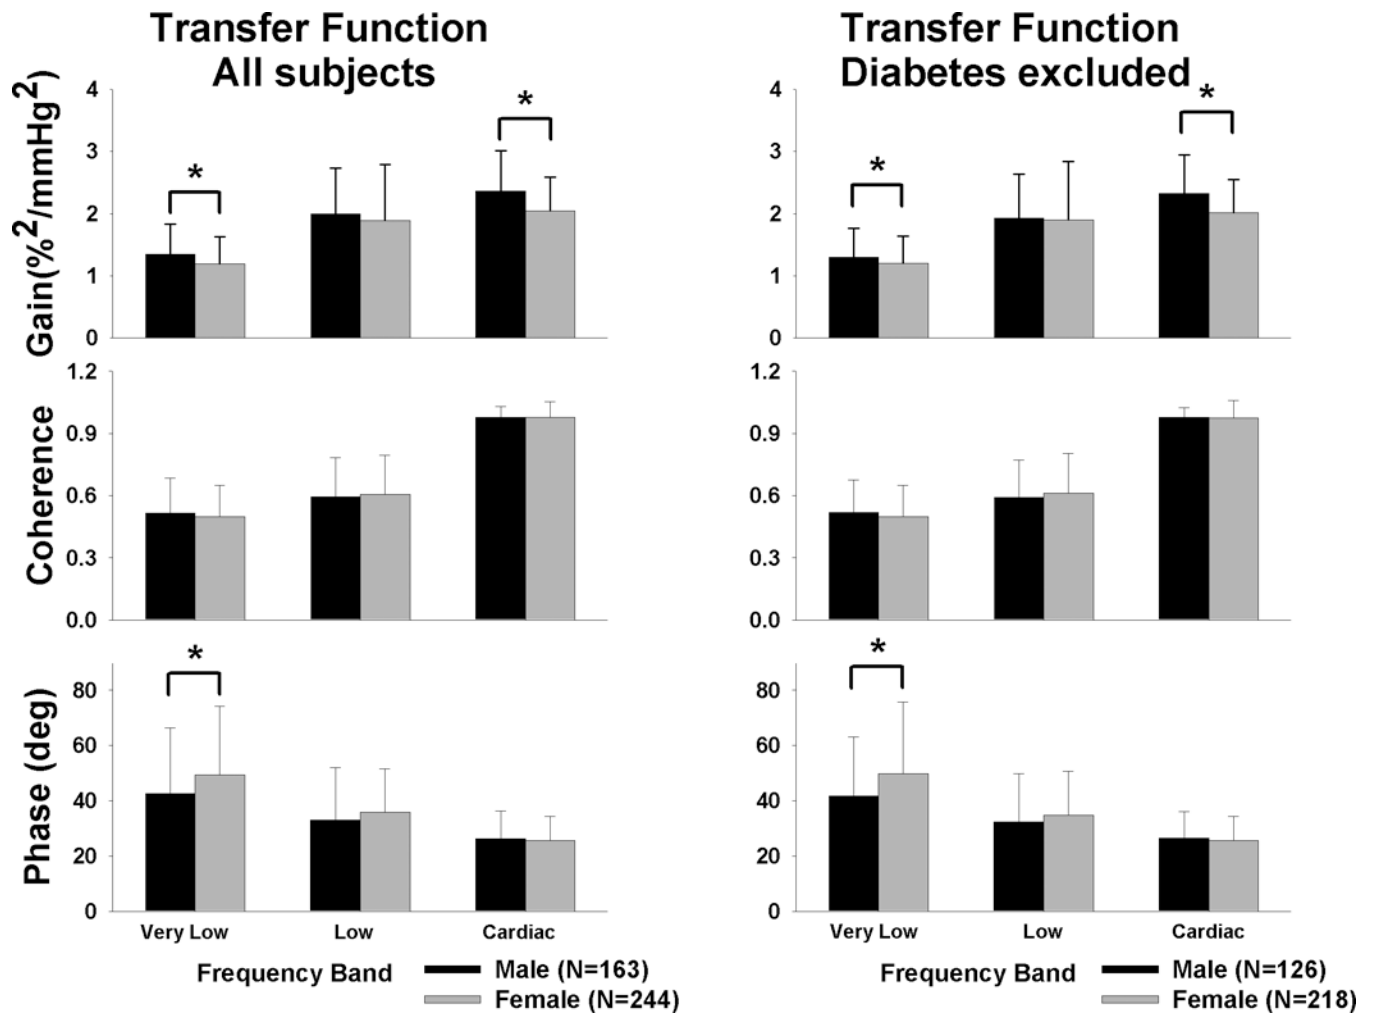 Transfer Function
All subjects
Gain(%2/mmHg2)
4
3
2
1
0
*
*
Coherence
1.2
0.9
0.6
0.3
0.0
Phase (deg)
80
60
40
20
0
*
Very Low Low Cardiac
Frequency Band
Male (N=163)
Female (N=244)
Transfer Function
Diabetes excluded
4
3
2
1
0
*
*
1.2
0.9
0.6
0.3
0.0
80
60
40
20
0
*
Very Low Low Cardiac
Frequency Band
Male (N=126)
Female (N=218)